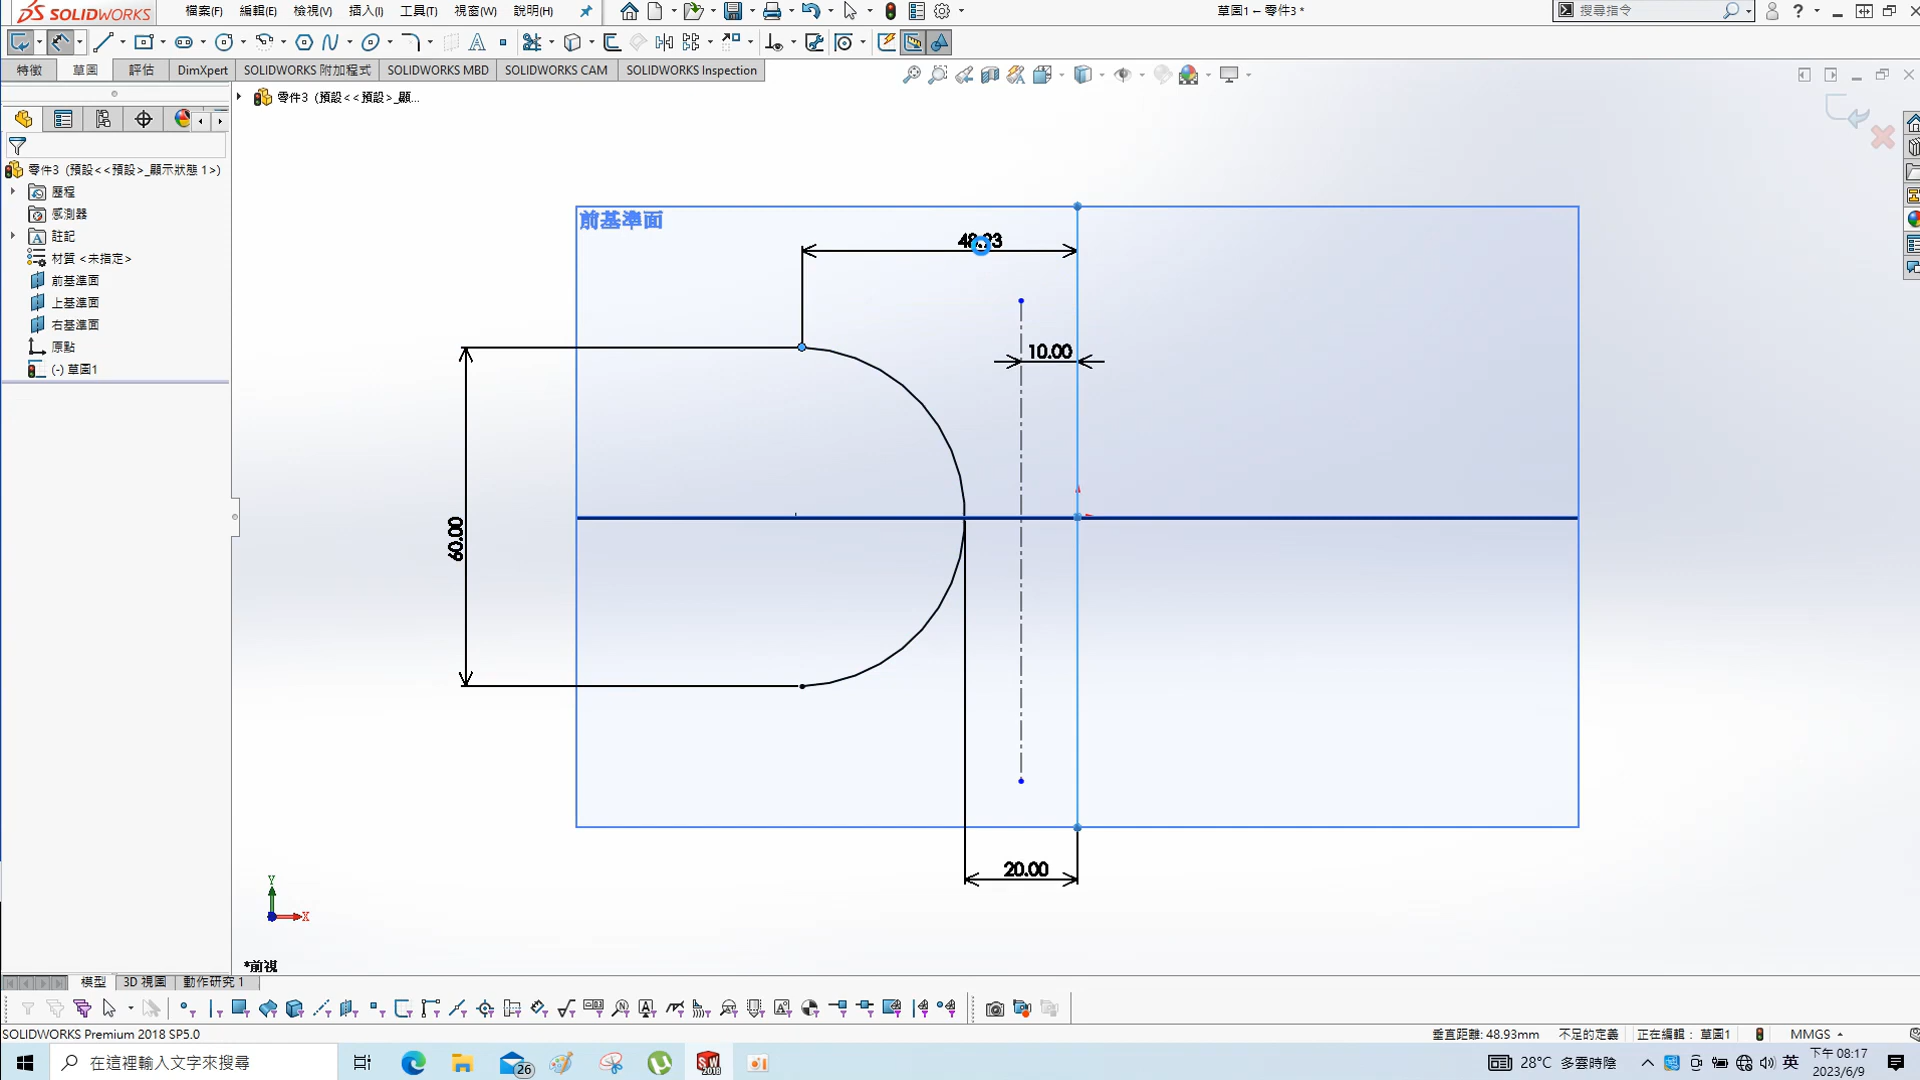 SOLIDWORKS 檔案(F) 編輯(E) 檢視(V) 插入(I) 工具(T) 視窗(W) 說明(H) 草圖1 – 零件3 * 搜尋指令
特徵 草圖 評估 DimXpert SOLIDWORKS 附加程式 SOLIDWORKS MBD SOLIDWORKS CAM SOLIDWORKS Inspection
零件3 (預設<<預設>_顯...
零件3 (預設<<預設>_顯示狀態 1>)
歷程
感測器
註記
材質 <未指定>
前基準面
上基準面
右基準面
原點
(-) 草圖1
前基準面
48.93
10.00
60.00
20.00
Y
X
*前視
模型 3D 視圖 動作研究 1
SOLIDWORKS Premium 2018 SP5.0 垂直距離: 48.93mm 不足的定義 正在編輯: 草圖1 MMGS
在這裡輸入文字來搜尋 26 28°C 多雲時陰 英 下午 08:17
2023/6/9